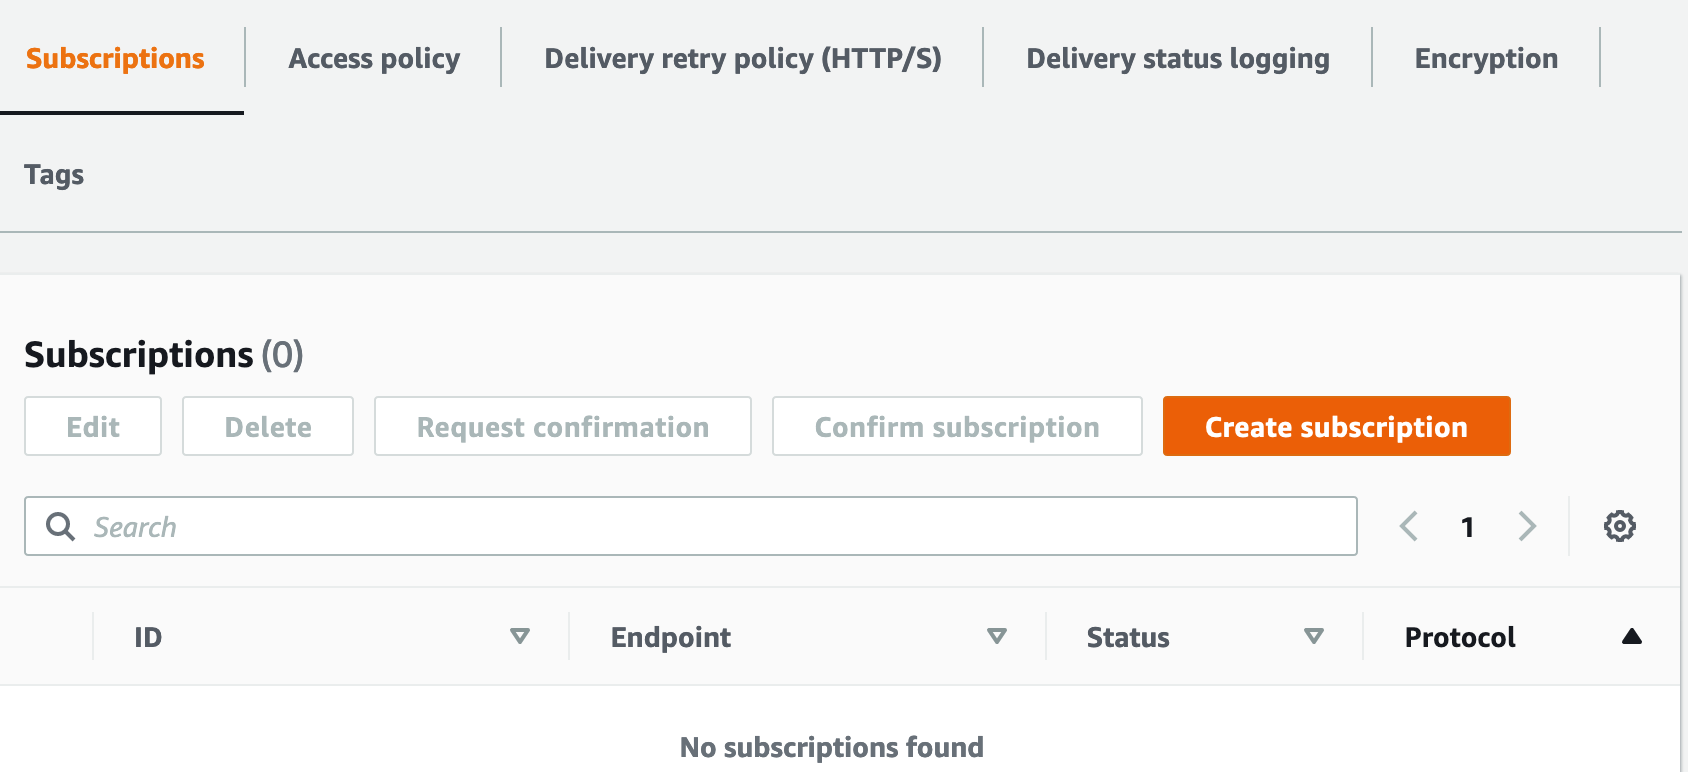 Subscriptions Access policy Delivery retry policy (HTTP/S) Delivery status logging Encryption
Tags
Subscriptions (0)
Edit Delete Request confirmation Confirm subscription Create subscription
Search 1
ID Endpoint Status Protocol
No subscriptions found